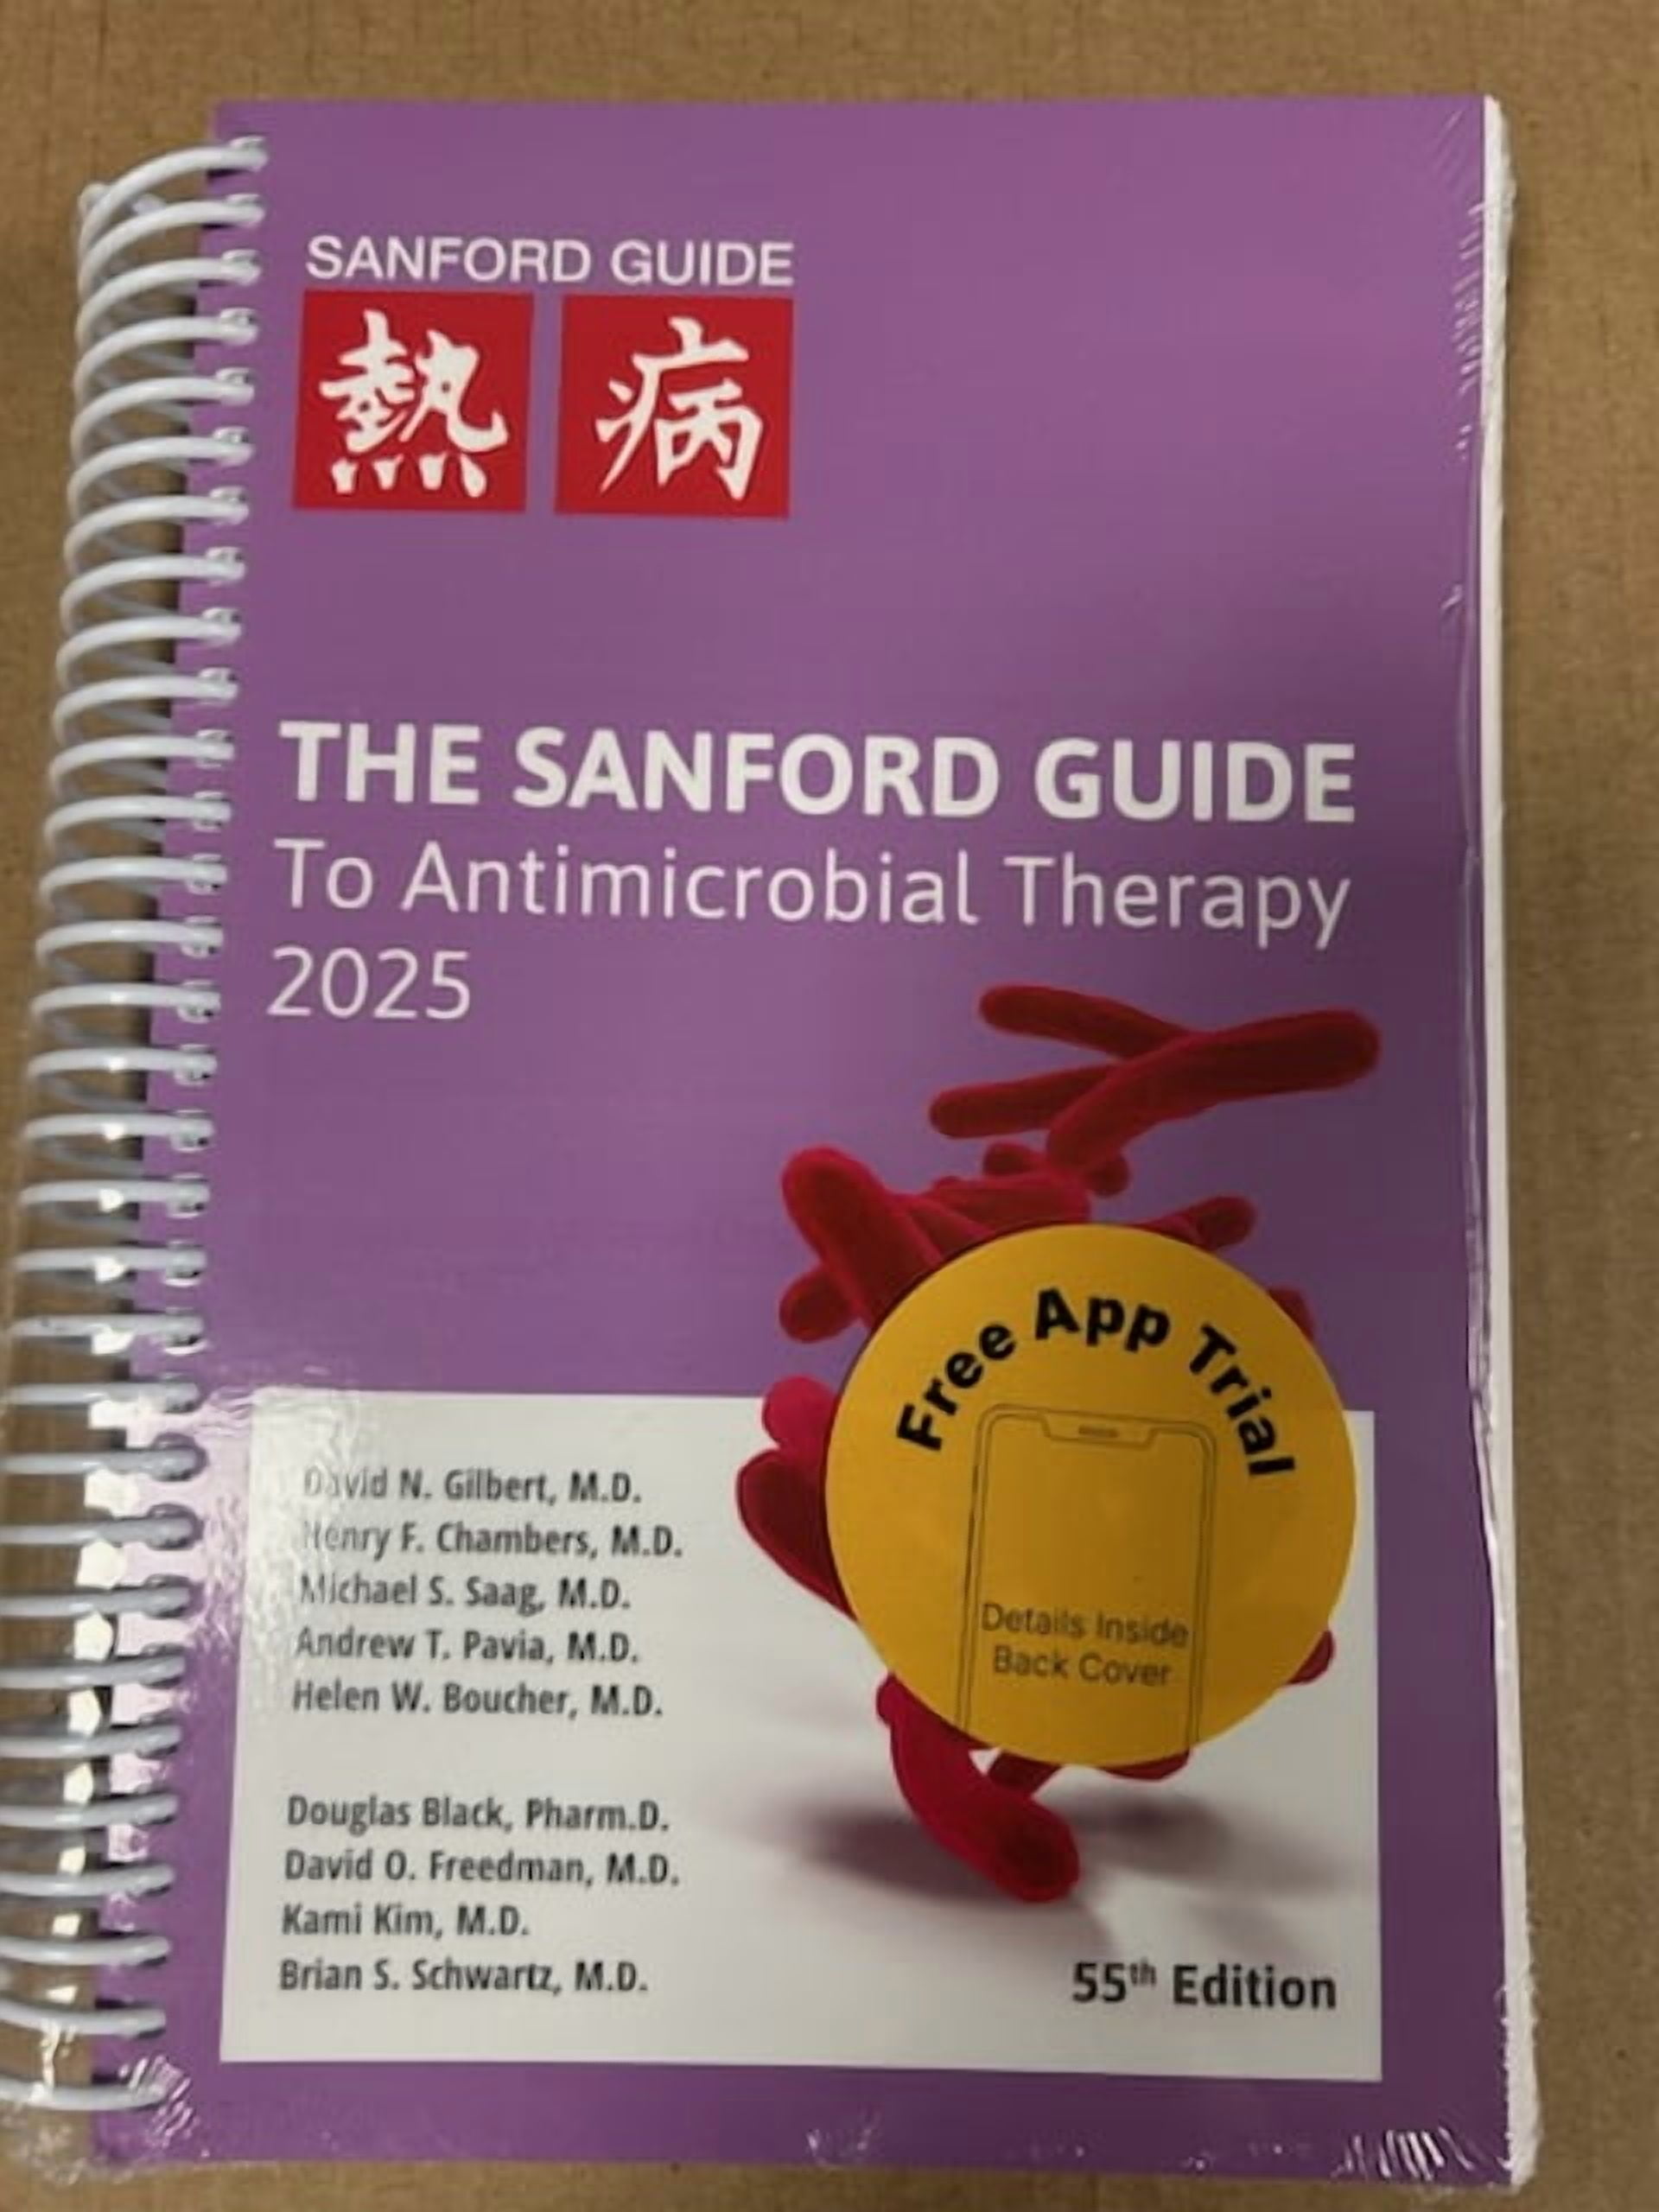 SANFORD GUIDE
熱病
THE SANFORD GUIDE
To Antimicrobial Therapy
2025
Free App Trial
Details Inside
Back Cover
David N. Gilbert, M.D.
Henry F. Chambers, M.D.
Michael S. Saag, M.D.
Andrew T. Pavia, M.D.
Helen W. Boucher, M.D.
Douglas Black, Pharm.D.
David O. Freedman, M.D.
Kami Kim, M.D.
Brian S. Schwartz, M.D.
55th Edition